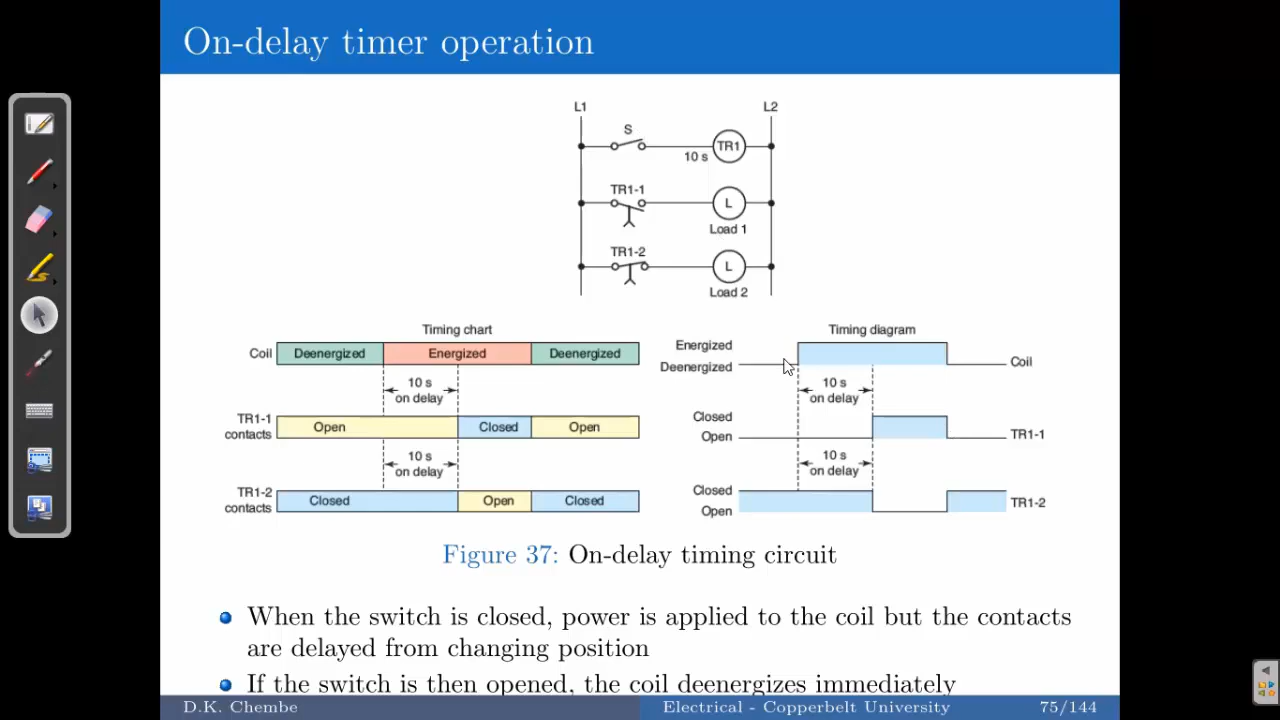 On-delay timer operation
L1 L2
S
10 s TR1
TR1-1
L
Load 1
TR1-2
L
Load 2
Timing chart
Coil Deenergized Energized Deenergized
10 s
on delay
TR1-1
contacts
Open Closed Open
10 s
on delay
TR1-2
contacts
Closed Open Closed
Timing diagram
Energized
Deenergized
Coil
10 s
on delay
Closed
Open
TR1-1
10 s
on delay
Closed
Open
TR1-2
Figure 37: On-delay timing circuit
When the switch is closed, power is applied to the coil but the contacts
are delayed from changing position
If the switch is then opened, the coil deenergizes immediately
D.K. Chembe Electrical - Copperbelt University 75/144